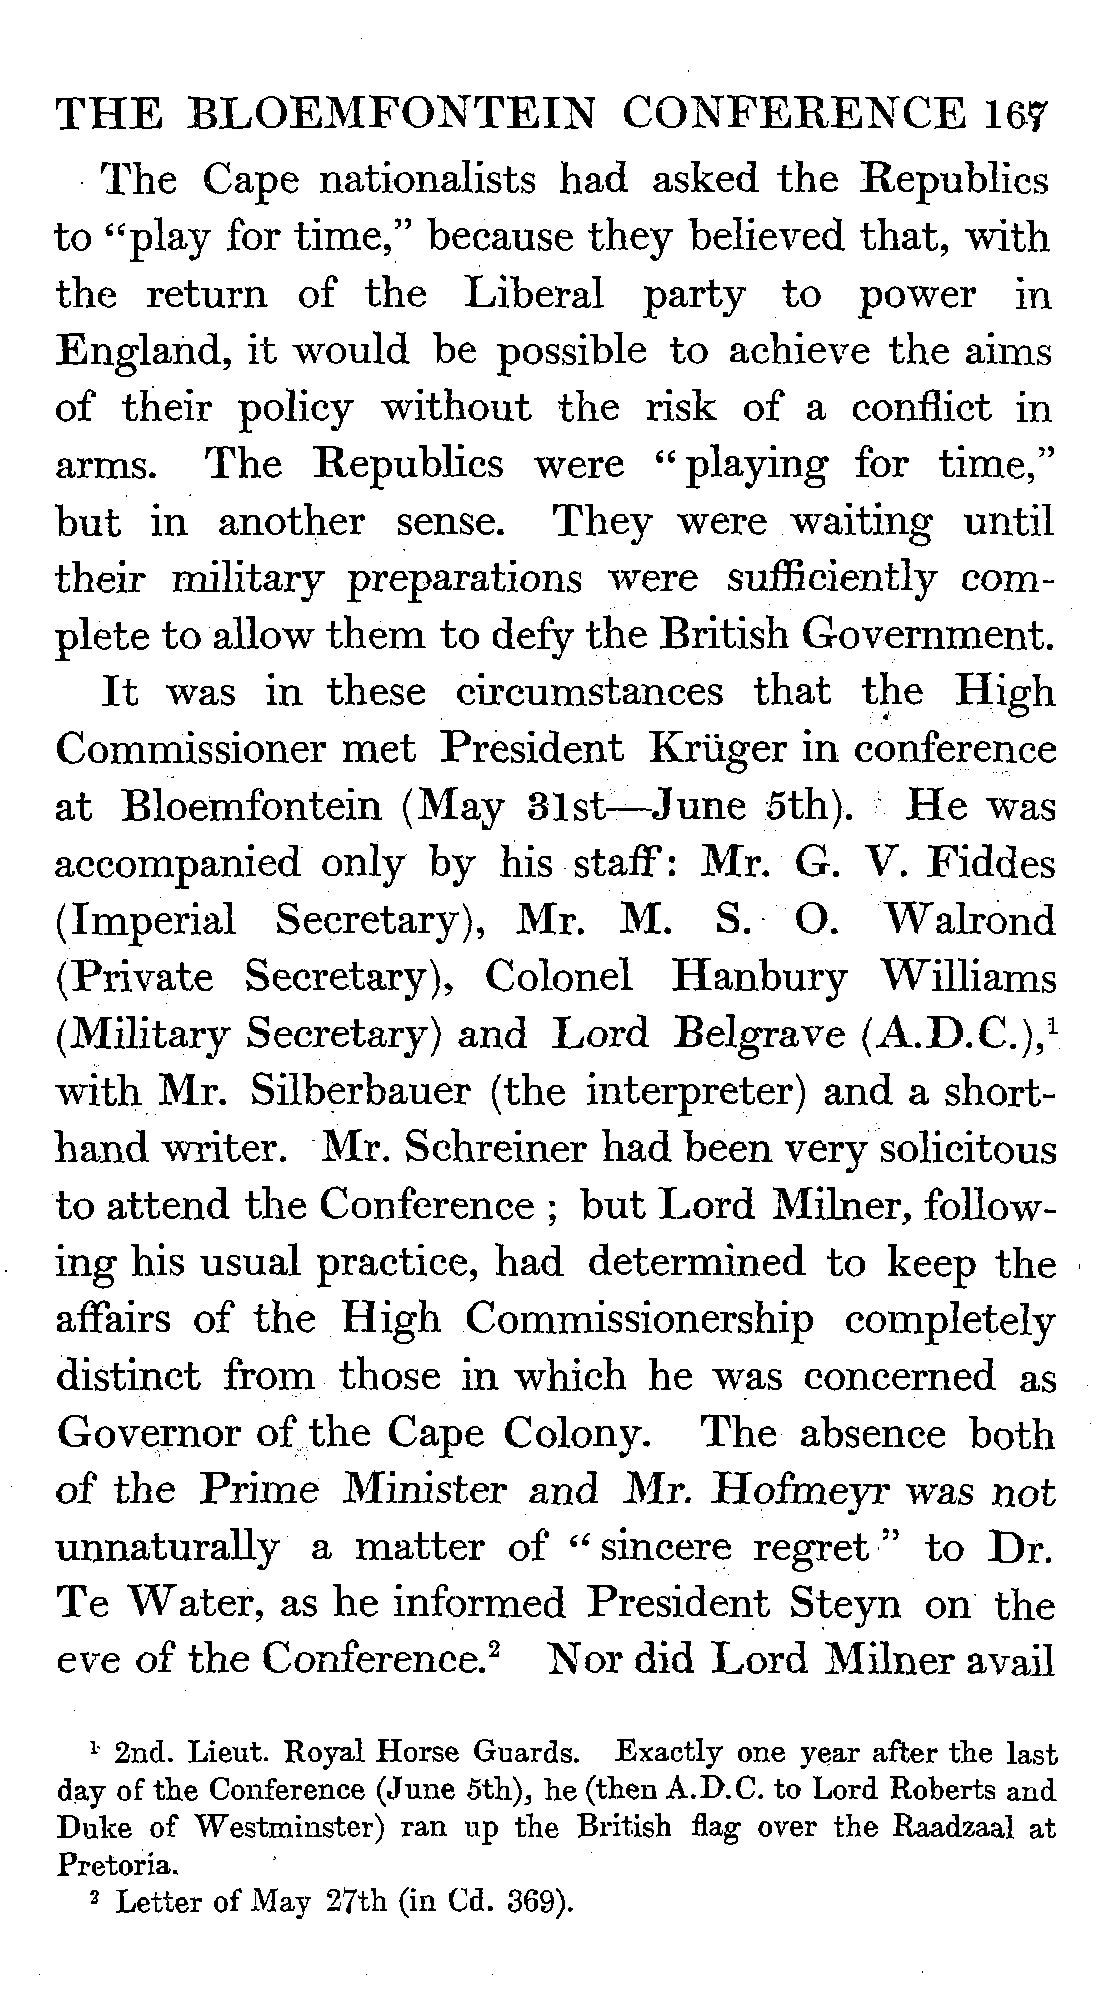 THE BLOEMFONTEIN CONFERENCE 167
The Cape nationalists had asked the Republics
to "play for time," because they believed that, with
the return of the Liberal party to power in
England, it would be possible to achieve the aims
of their policy without the risk of a conflict in
arms. The Republics were "playing for time,"
but in another sense. They were waiting until
their military preparations were sufficiently com-
plete to allow them to defy the British Government.
It was in these circumstances that the High
Commissioner met President Krüger in conference
at Bloemfontein (May 31st—June 5th). He was
accompanied only by his staff: Mr. G. V. Fiddes
(Imperial Secretary), Mr. M. S. O. Walrond
(Private Secretary), Colonel Hanbury Williams
(Military Secretary) and Lord Belgrave (A.D.C.),¹
with Mr. Silberbauer (the interpreter) and a short-
hand writer. Mr. Schreiner had been very solicitous
to attend the Conference; but Lord Milner, follow-
ing his usual practice, had determined to keep the
affairs of the High Commissionership completely
distinct from those in which he was concerned as
Governor of the Cape Colony. The absence both
of the Prime Minister and Mr. Hofmeyr was not
unnaturally a matter of "sincere regret" to Dr.
Te Water, as he informed President Steyn on the
eve of the Conference.² Nor did Lord Milner avail
¹ 2nd. Lieut. Royal Horse Guards. Exactly one year after the last
day of the Conference (June 5th), he (then A.D.C. to Lord Roberts and
Duke of Westminster) ran up the British flag over the Raadzaal at
Pretoria.
² Letter of May 27th (in Cd. 369).